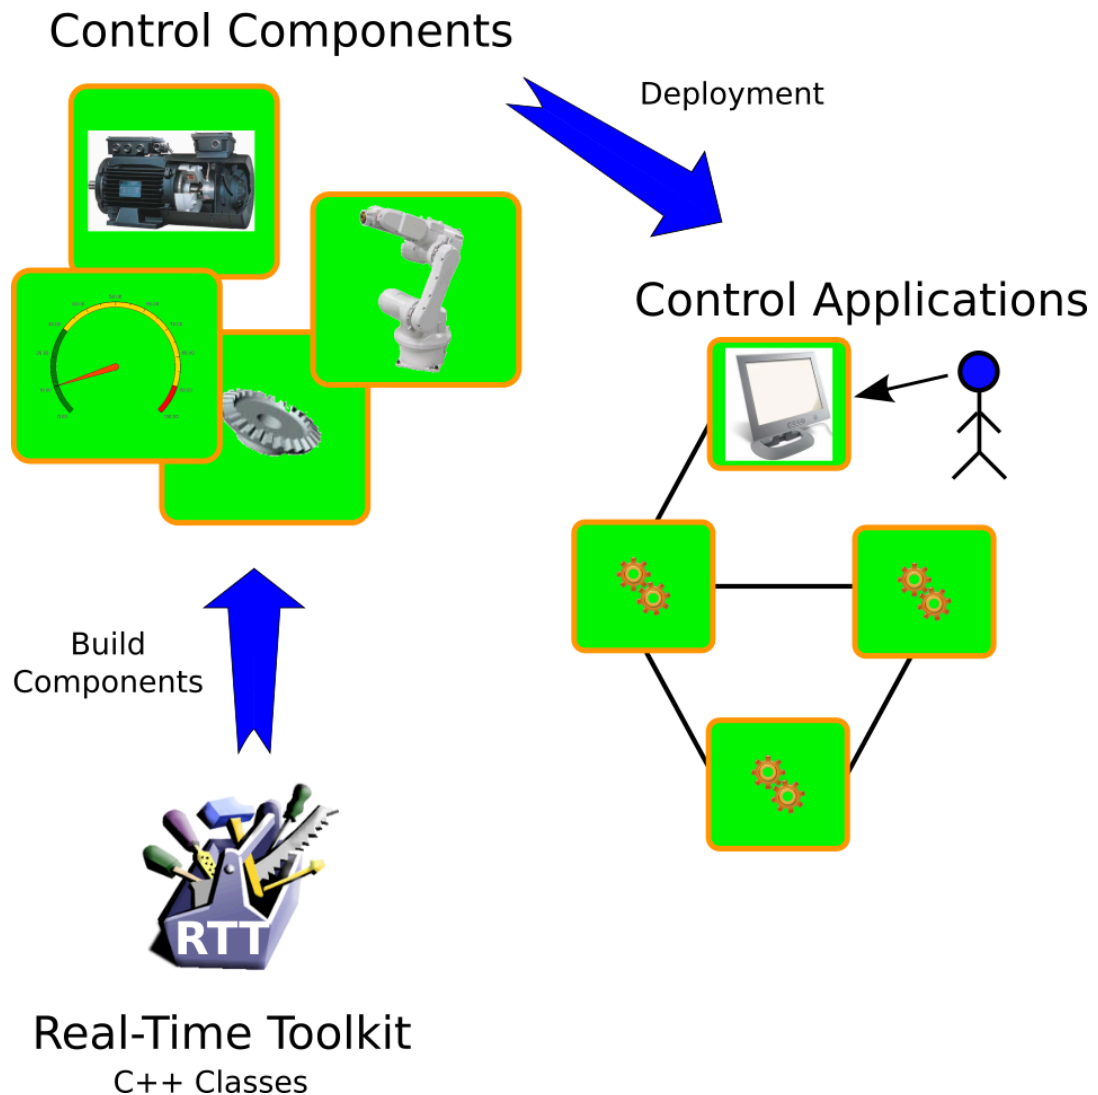 Control Components
Deployment
Control Applications
Build
Components
RTT
Real-Time Toolkit
C++ Classes